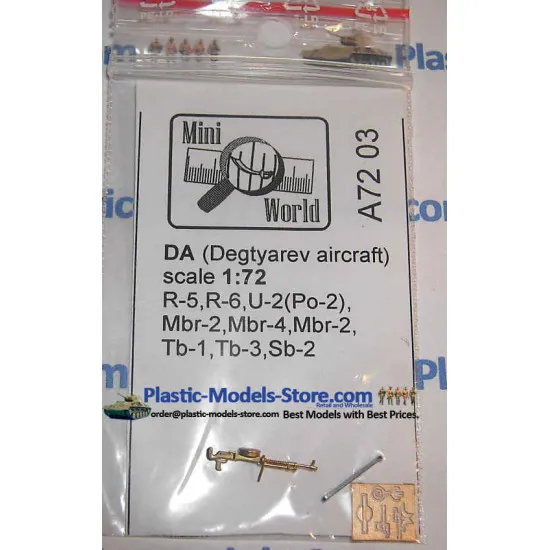 Mini
World
A72 03
DA (Degtyarev aircraft)
scale 1:72
R-5,R-6,U-2(Po-2),
Mbr-2,Mbr-4,Mbr-2,
Tb-1,Tb-3,Sb-2
Plastic-Models-Store.com
Retail and Wholesale
order@plastic-models-store.com Best Models with Best Prices.